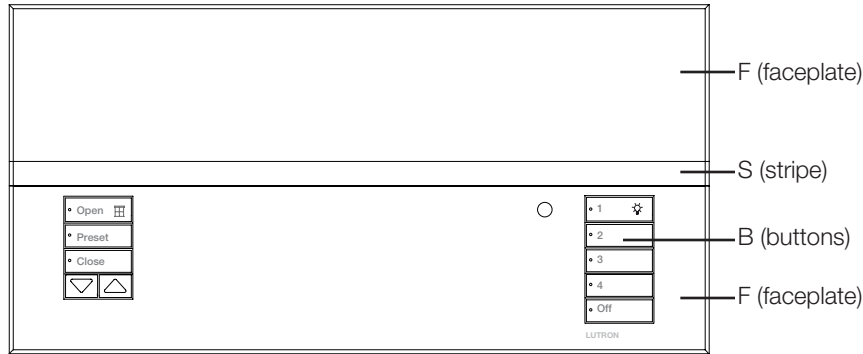 F (faceplate)
S (stripe)
Open
Preset
Close
1
2
3
4
Off
B (buttons)
F (faceplate)
LUTRON